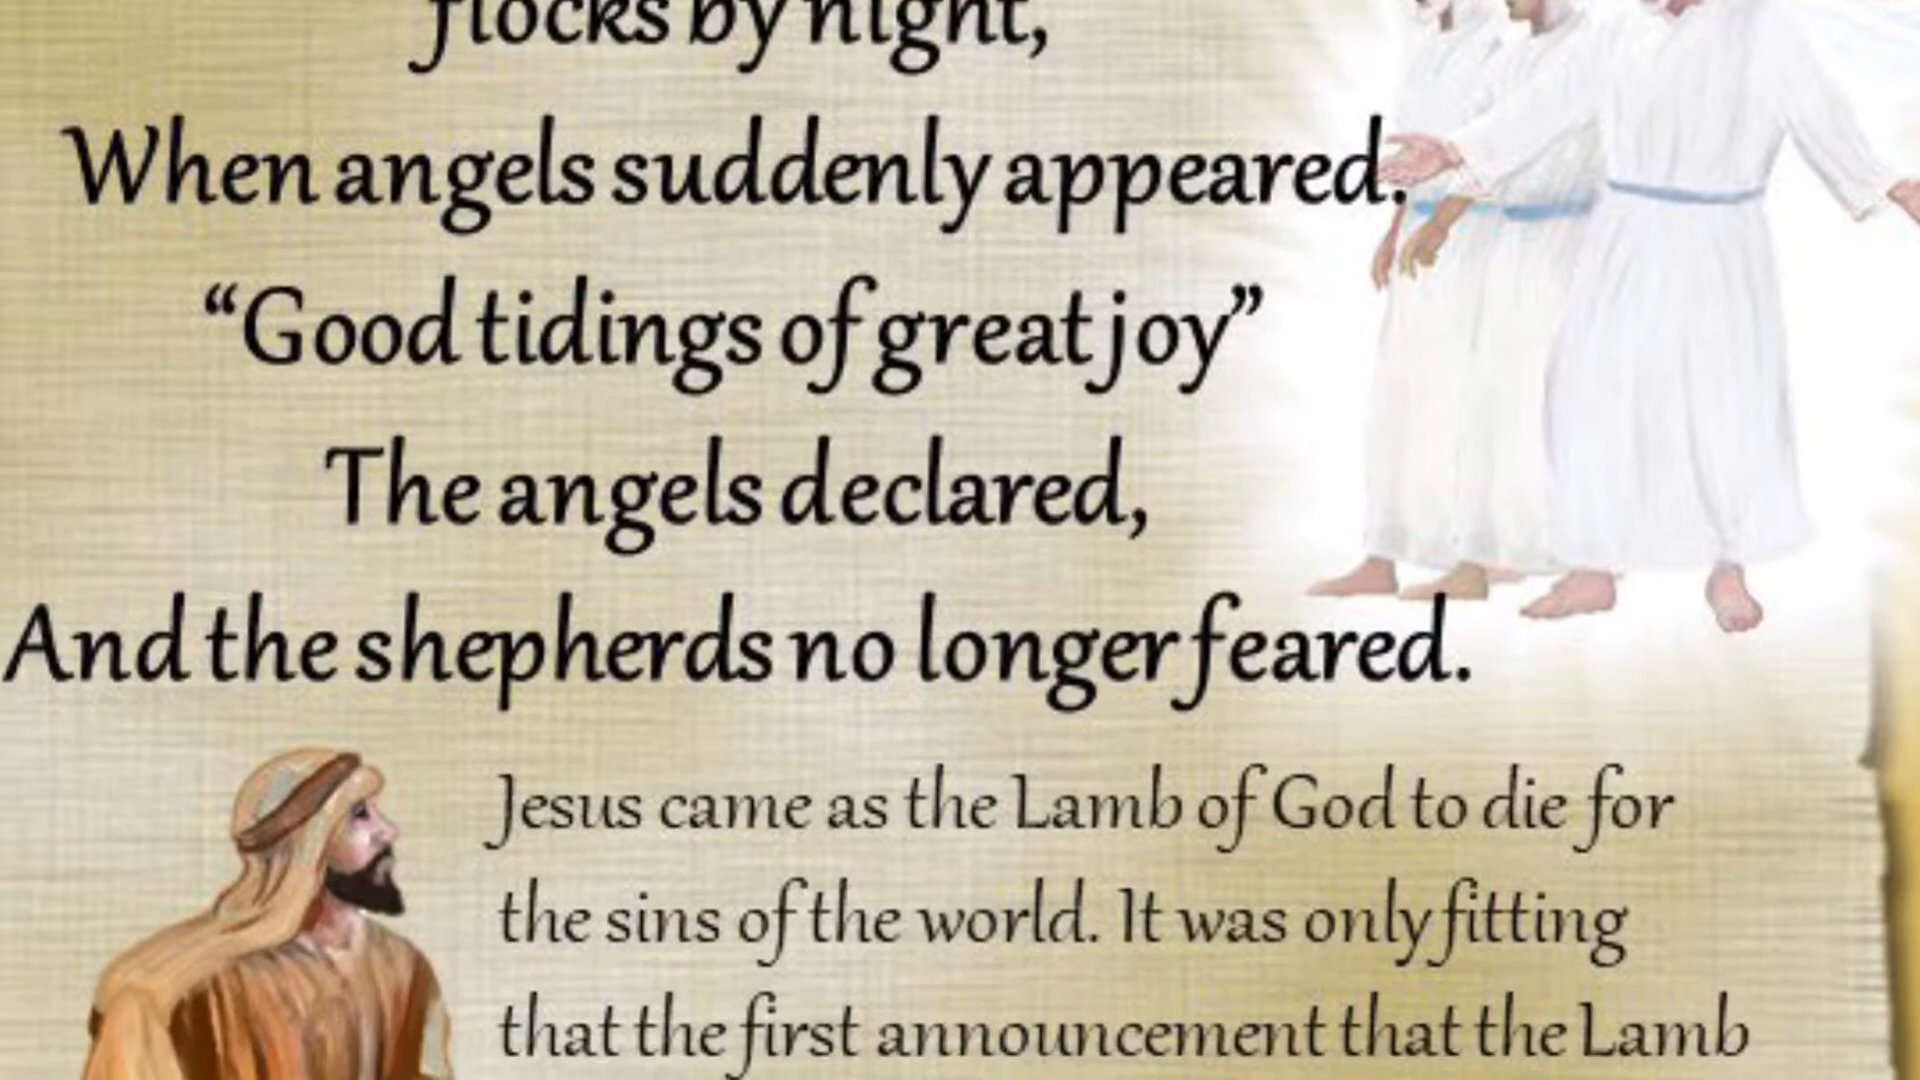 flocks by night,
When angels suddenly appeared.
“Good tidings of great joy”
The angels declared,
And the shepherds no longer feared.
Jesus came as the Lamb of God to die for
the sins of the world. It was only fitting
that the first announcement that the Lamb